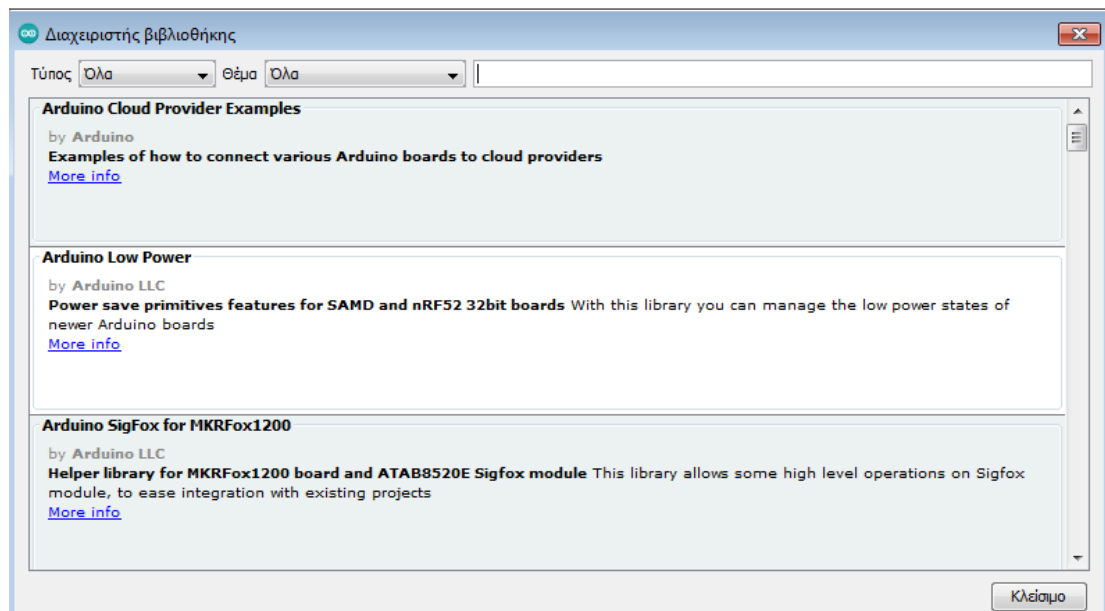 Διαχειριστής βιβλιοθήκης
Τύπος Όλα Θέμα Όλα
Arduino Cloud Provider Examples
by Arduino
Examples of how to connect various Arduino boards to cloud providers
More info
Arduino Low Power
by Arduino LLC
Power save primitives features for SAMD and nRF52 32bit boards With this library you can manage the low power states of
newer Arduino boards
More info
Arduino SigFox for MKRFox1200
by Arduino LLC
Helper library for MKRFox1200 board and ATAB8520E Sigfox module This library allows some high level operations on Sigfox
module, to ease integration with existing projects
More info
Κλείσιμο